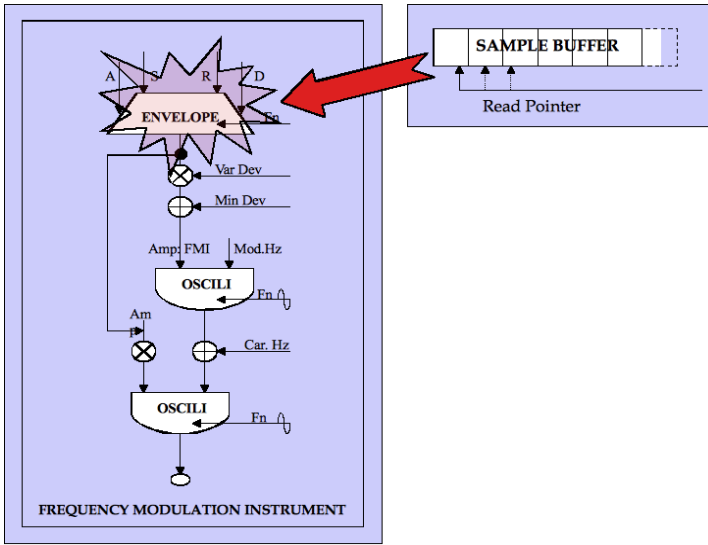 A S R D
ENVELOPE
Fn
Var Dev
Min Dev
Amp: FMI Mod.Hz
OSCILI
Fn
Am
p
Car. Hz
OSCILI
Fn
FREQUENCY MODULATION INSTRUMENT
SAMPLE BUFFER
Read Pointer